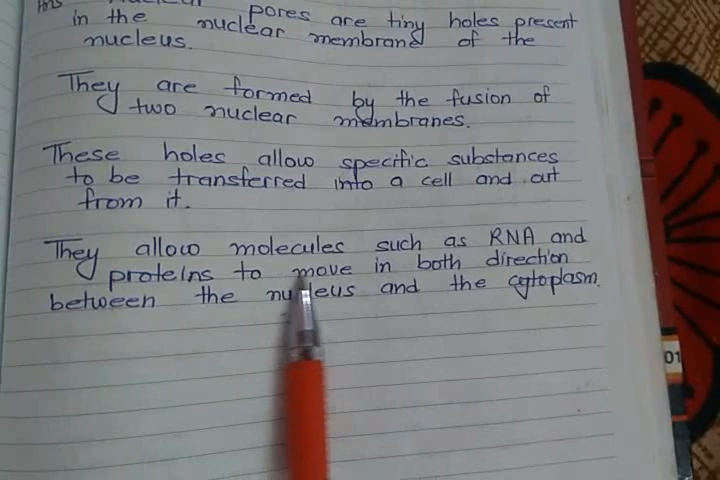 pores are tiny holes present
in the nuclear membrane of the
nucleus.
They are formed by the fusion of
two nuclear membranes.
These holes allow specific substances
to be transferred into a cell and out
from it.
They allow molecules such as RNA and
proteins to move in both direction
between the nucleus and the cytoplasm.
01